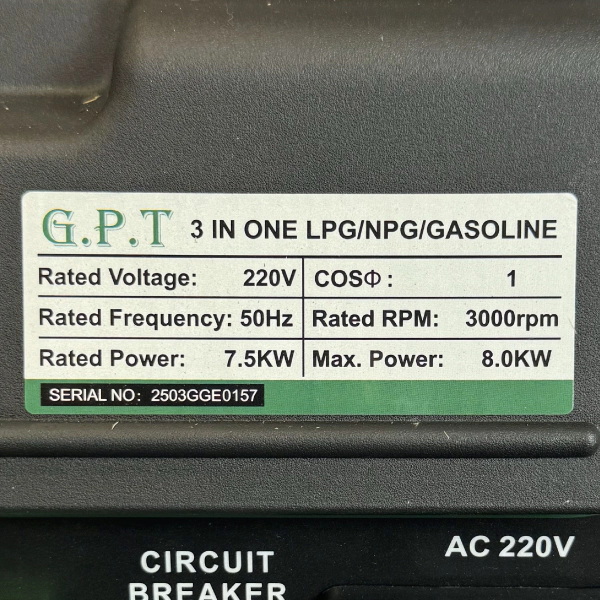 G.P.T 3 IN ONE LPG/NPG/GASOLINE
Rated Voltage: 220V COSΦ: 1
Rated Frequency: 50Hz Rated RPM: 3000rpm
Rated Power: 7.5KW Max. Power: 8.0KW
SERIAL NO: 2503GGE0157
AC 220V
CIRCUIT
BREAKER